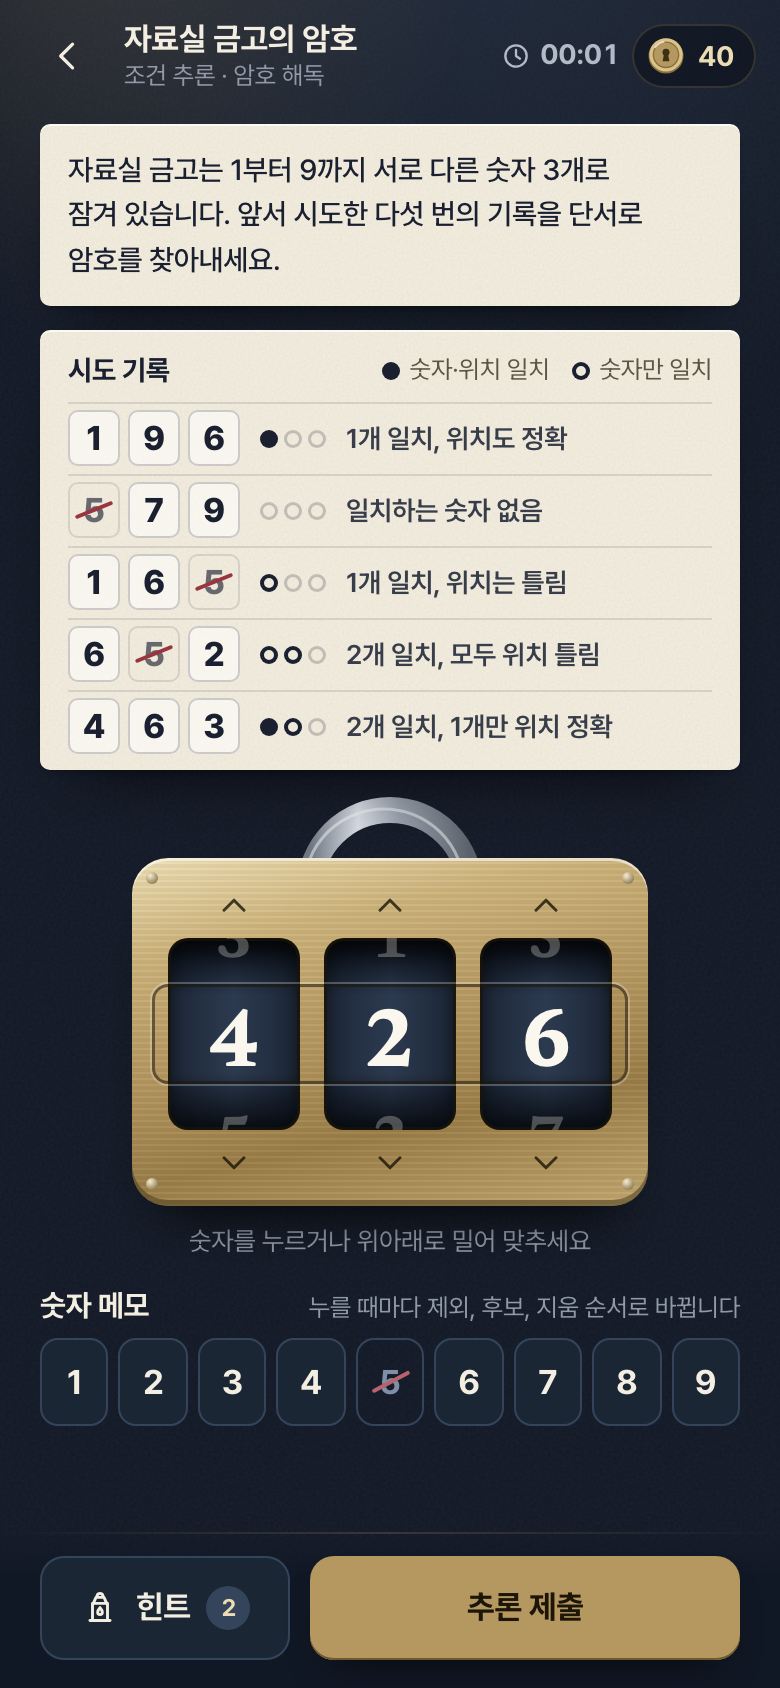 자료실 금고의 암호
조건 추론 · 암호 해독
00:01
40
자료실 금고는 1부터 9까지 서로 다른 숫자 3개로
잠겨 있습니다. 앞서 시도한 다섯 번의 기록을 단서로
암호를 찾아내세요.
시도 기록 숫자·위치 일치 숫자만 일치
1 9 6 1개 일치, 위치도 정확
5 7 9 일치하는 숫자 없음
1 6 5 1개 일치, 위치는 틀림
6 5 2 2개 일치, 모두 위치 틀림
4 6 3 2개 일치, 1개만 위치 정확
3 1 5
4 2 6
5 3 7
숫자를 누르거나 위아래로 밀어 맞추세요
숫자 메모 누를 때마다 제외, 후보, 지움 순서로 바뀝니다
1 2 3 4 5 6 7 8 9
힌트 2
추론 제출